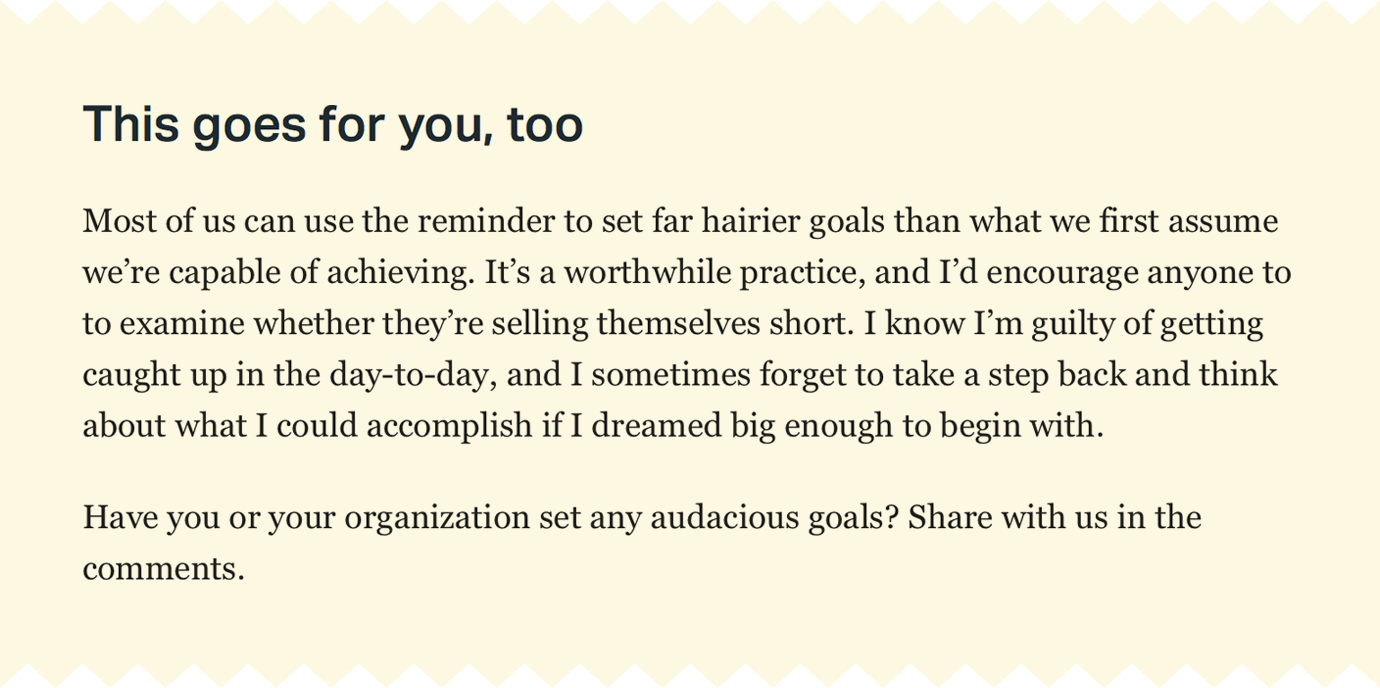 This goes for you, too
Most of us can use the reminder to set far hairier goals than what we first assume
we’re capable of achieving. It’s a worthwhile practice, and I’d encourage anyone to
to examine whether they’re selling themselves short. I know I’m guilty of getting
caught up in the day-to-day, and I sometimes forget to take a step back and think
about what I could accomplish if I dreamed big enough to begin with.
Have you or your organization set any audacious goals? Share with us in the
comments.